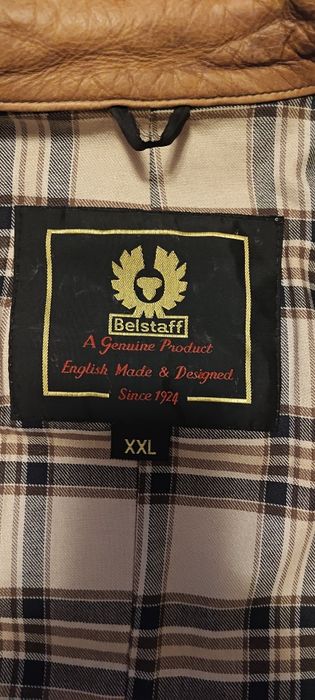 Belstaff
A Genuine Product
English Made & Designed
Since 1924
XXL